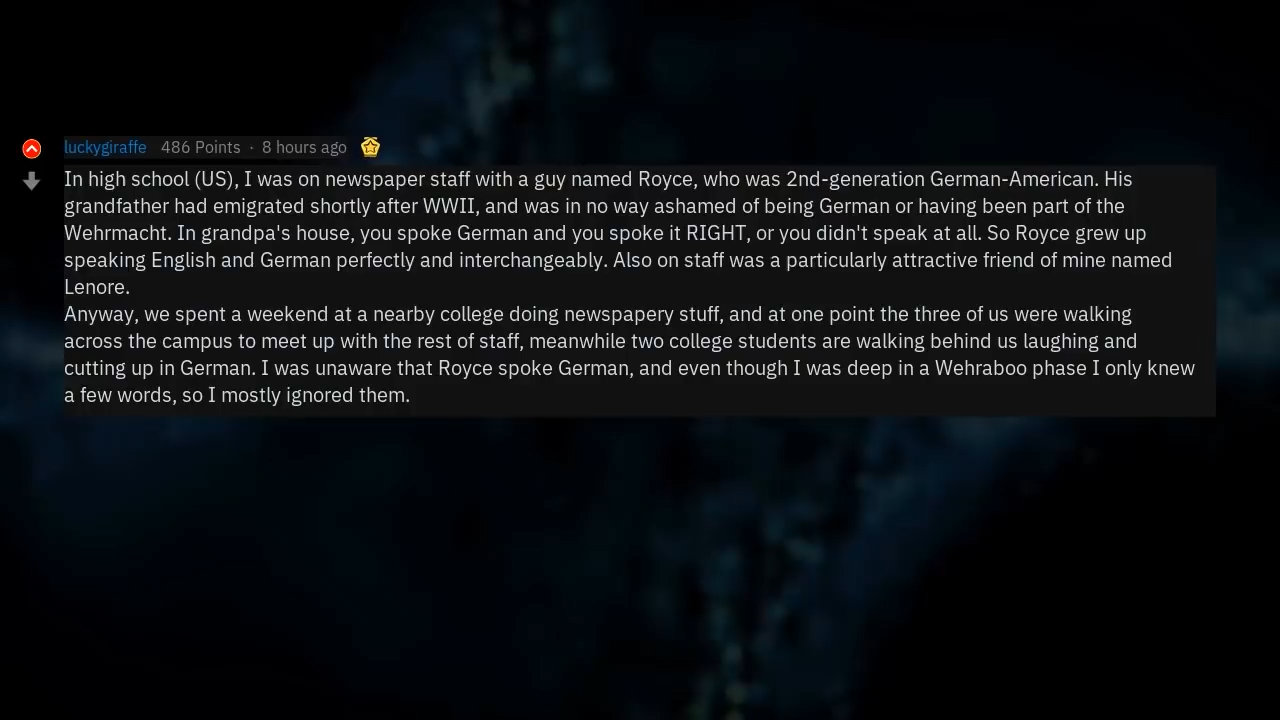 luckygiraffe 486 Points · 8 hours ago
In high school (US), I was on newspaper staff with a guy named Royce, who was 2nd-generation German-American. His
grandfather had emigrated shortly after WWII, and was in no way ashamed of being German or having been part of the
Wehrmacht. In grandpa's house, you spoke German and you spoke it RIGHT, or you didn't speak at all. So Royce grew up
speaking English and German perfectly and interchangeably. Also on staff was a particularly attractive friend of mine named
Lenore.
Anyway, we spent a weekend at a nearby college doing newspapery stuff, and at one point the three of us were walking
across the campus to meet up with the rest of staff, meanwhile two college students are walking behind us laughing and
cutting up in German. I was unaware that Royce spoke German, and even though I was deep in a Wehraboo phase I only knew
a few words, so I mostly ignored them.